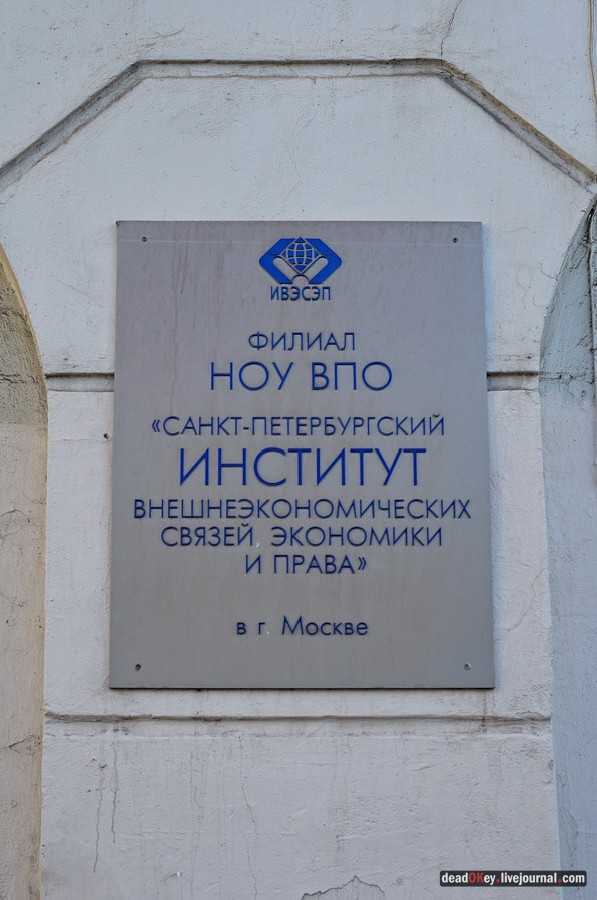 ИВЭСЭП
ФИЛИАЛ
НОУ ВПО
«САНКТ-ПЕТЕРБУРГСКИЙ
ИНСТИТУТ
ВНЕШНЕЭКОНОМИЧЕСКИХ
СВЯЗЕЙ, ЭКОНОМИКИ
И ПРАВА»
в г. Москве
deadOKey.livejournal.com